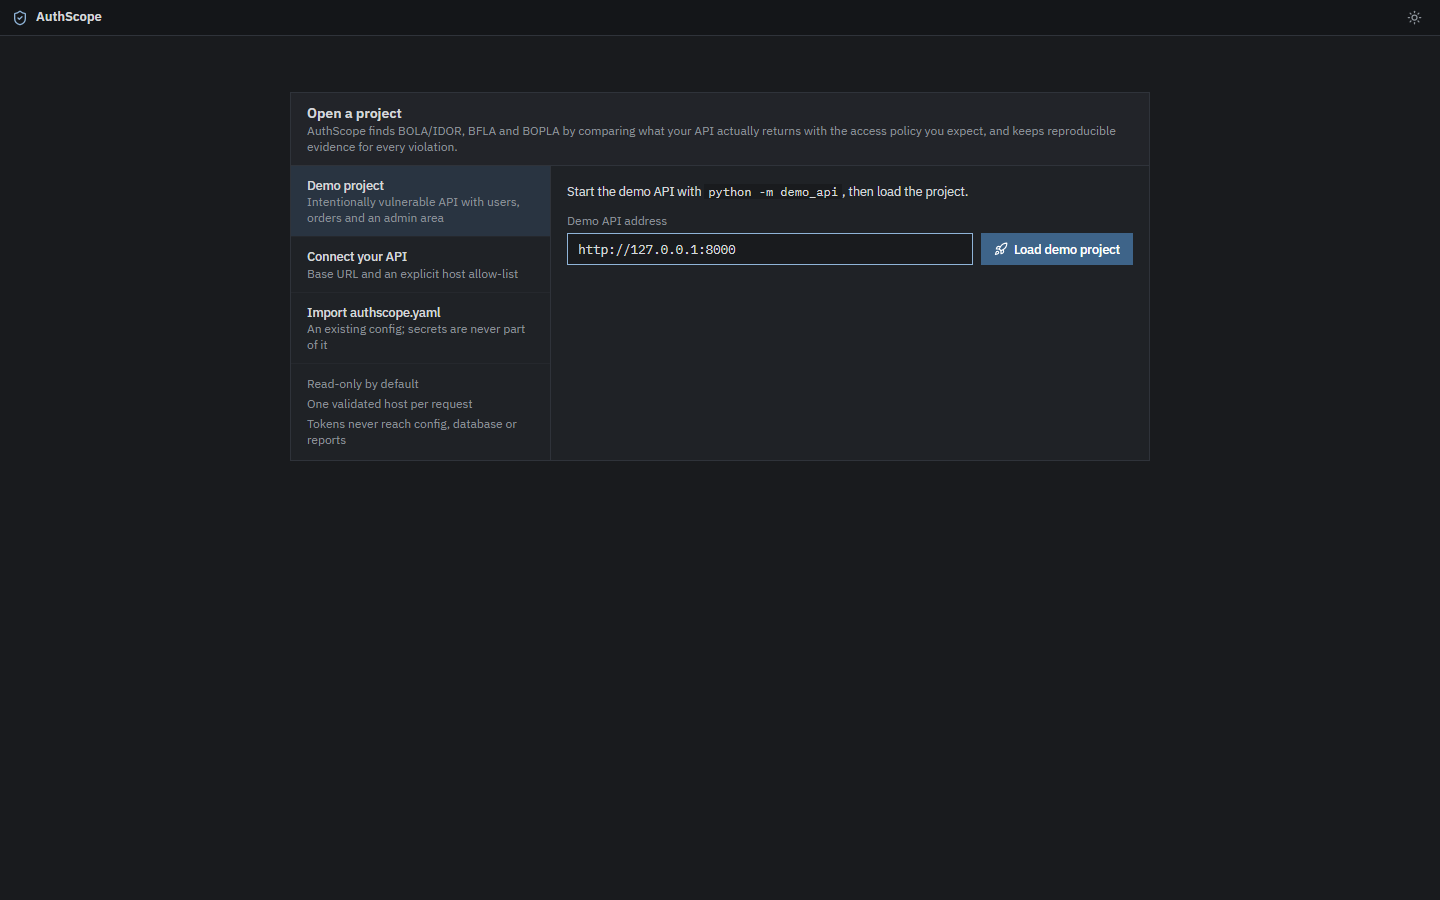 AuthScope
Open a project
AuthScope finds BOLA/IDOR, BFLA and BOPLA by comparing what your API actually returns with the access policy you expect, and keeps reproducible
evidence for every violation.
Demo project
Intentionally vulnerable API with users,
orders and an admin area
Connect your API
Base URL and an explicit host allow-list
Import authscope.yaml
An existing config; secrets are never part
of it
Read-only by default
One validated host per request
Tokens never reach config, database or
reports
Start the demo API with python -m demo_api , then load the project.
Demo API address
http://127.0.0.1:8000
Load demo project